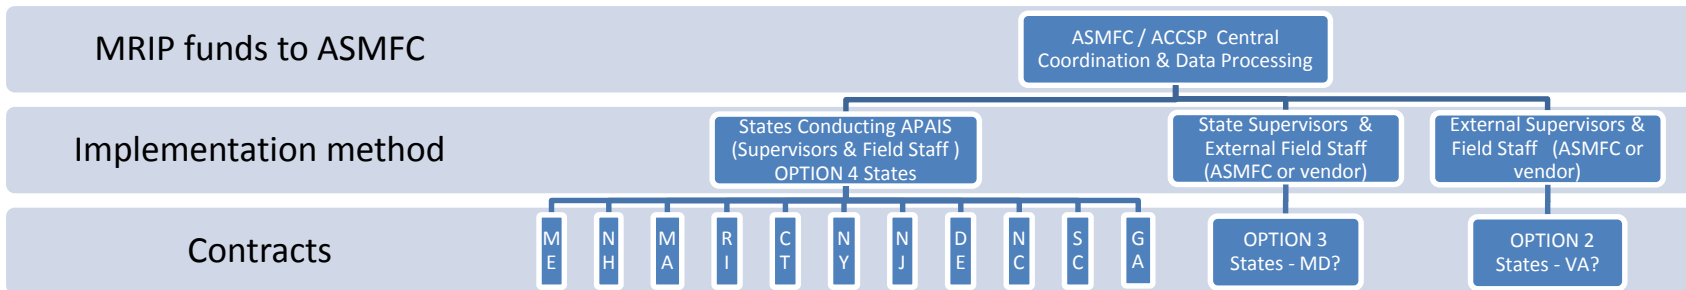 MRIP funds to ASMFC
ASMFC / ACCSP Central
Coordination & Data Processing
Implementation method
States Conducting APAIS
(Supervisors & Field Staff )
OPTION 4 States
State Supervisors &
External Field Staff
(ASMFC or vendor)
External Supervisors &
Field Staff (ASMFC or
vendor)
Contracts
M
E
N
H
M
A
R
I
C
T
N
Y
N
J
D
E
N
C
S
C
G
A
OPTION 3
States - MD?
OPTION 2
States - VA?